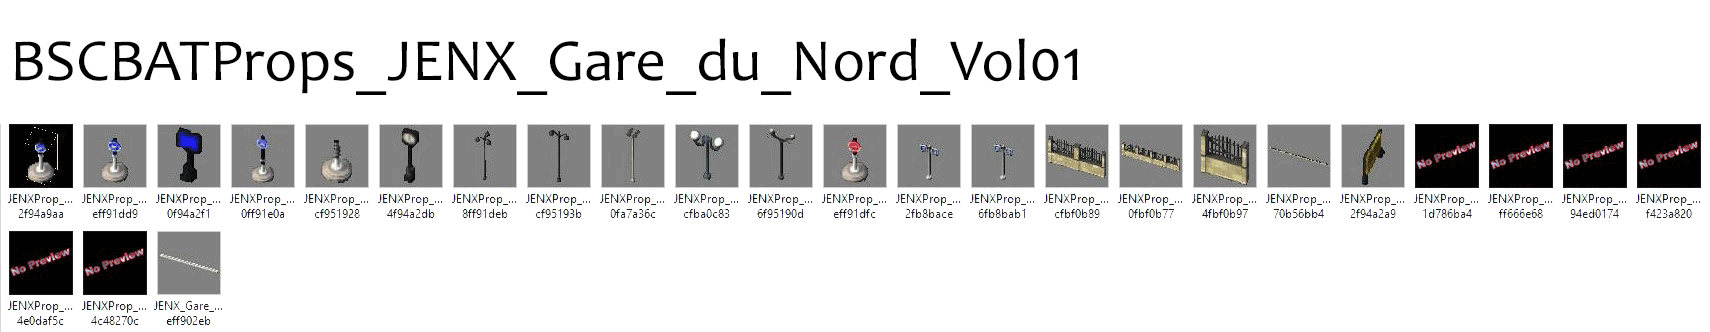 BSCBATProps_JENX_Gare_du_Nord_Vol01
JENXProp_... JENXProp_... JENXProp_... JENXProp_... JENXProp_... JENXProp_... JENXProp_... JENXProp_... JENXProp_... JENXProp_... JENXProp_... JENXProp_... JENXProp_... JENXProp_... JENXProp_... JENXProp_... JENXProp_... JENXProp_... JENXProp_... No Preview JENXProp_... No Preview JENXProp_... No Preview JENXProp_... No Preview JENXProp_...
2f94a9aa eff91dd9 0f94a2f1 0ff91e0a cf951928 4f94a2db 8ff91deb cf95193b 0fa7a36c cfba0c83 6f95190d eff91dfc 2fb8bace 6fb8bab1 cfbf0b89 0fbf0b77 4fbf0b97 70b56bb4 2f94a2a9 1d786ba4 ff666e68 94ed0174 f423a820
No Preview JENXProp_... No Preview JENXProp_... JENX_Gare_...
4e0daf5c 4c48270c eff902eb